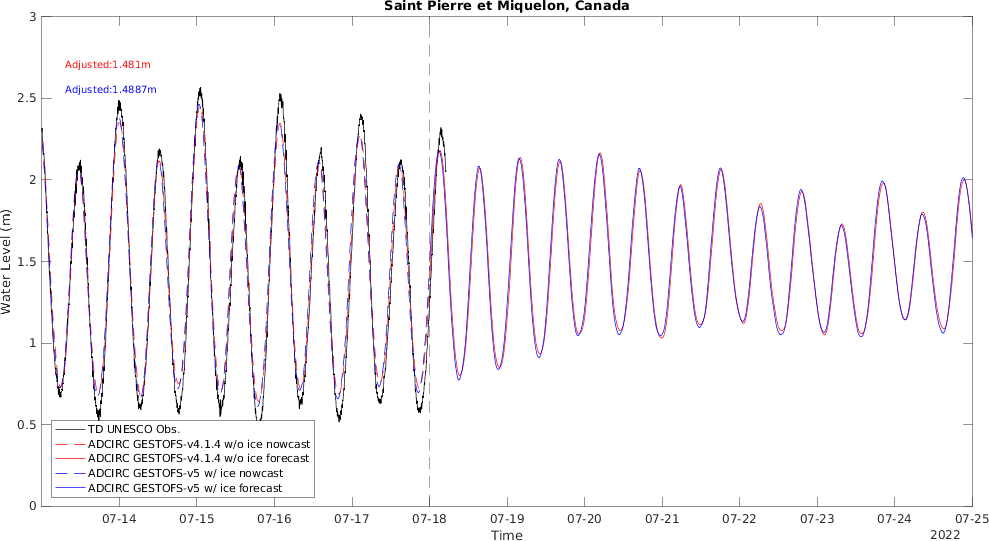 Saint Pierre et Miquelon, Canada
3
2.5
2
1.5
1
0.5
0
Water Level (m)
Adjusted:1.481m
Adjusted:1.4887m
TD UNESCO Obs.
ADCIRC GESTOFS-v4.1.4 w/o ice nowcast
ADCIRC GESTOFS-v4.1.4 w/o ice forecast
ADCIRC GESTOFS-v5 w/ ice nowcast
ADCIRC GESTOFS-v5 w/ ice forecast
07-14 07-15 07-16 07-17 07-18 07-19 07-20 07-21 07-22 07-23 07-24 07-25
Time
2022